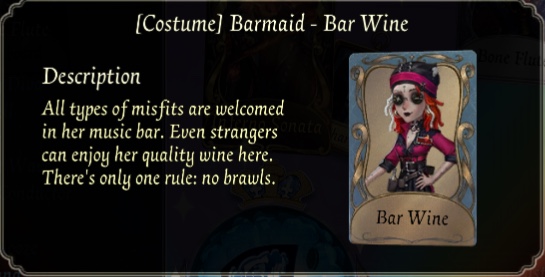 [Costume] Barmaid - Bar Wine
Description
All types of misfits are welcomed
in her music bar. Even strangers
can enjoy her quality wine here.
There's only one rule: no brawls.
Bar Wine